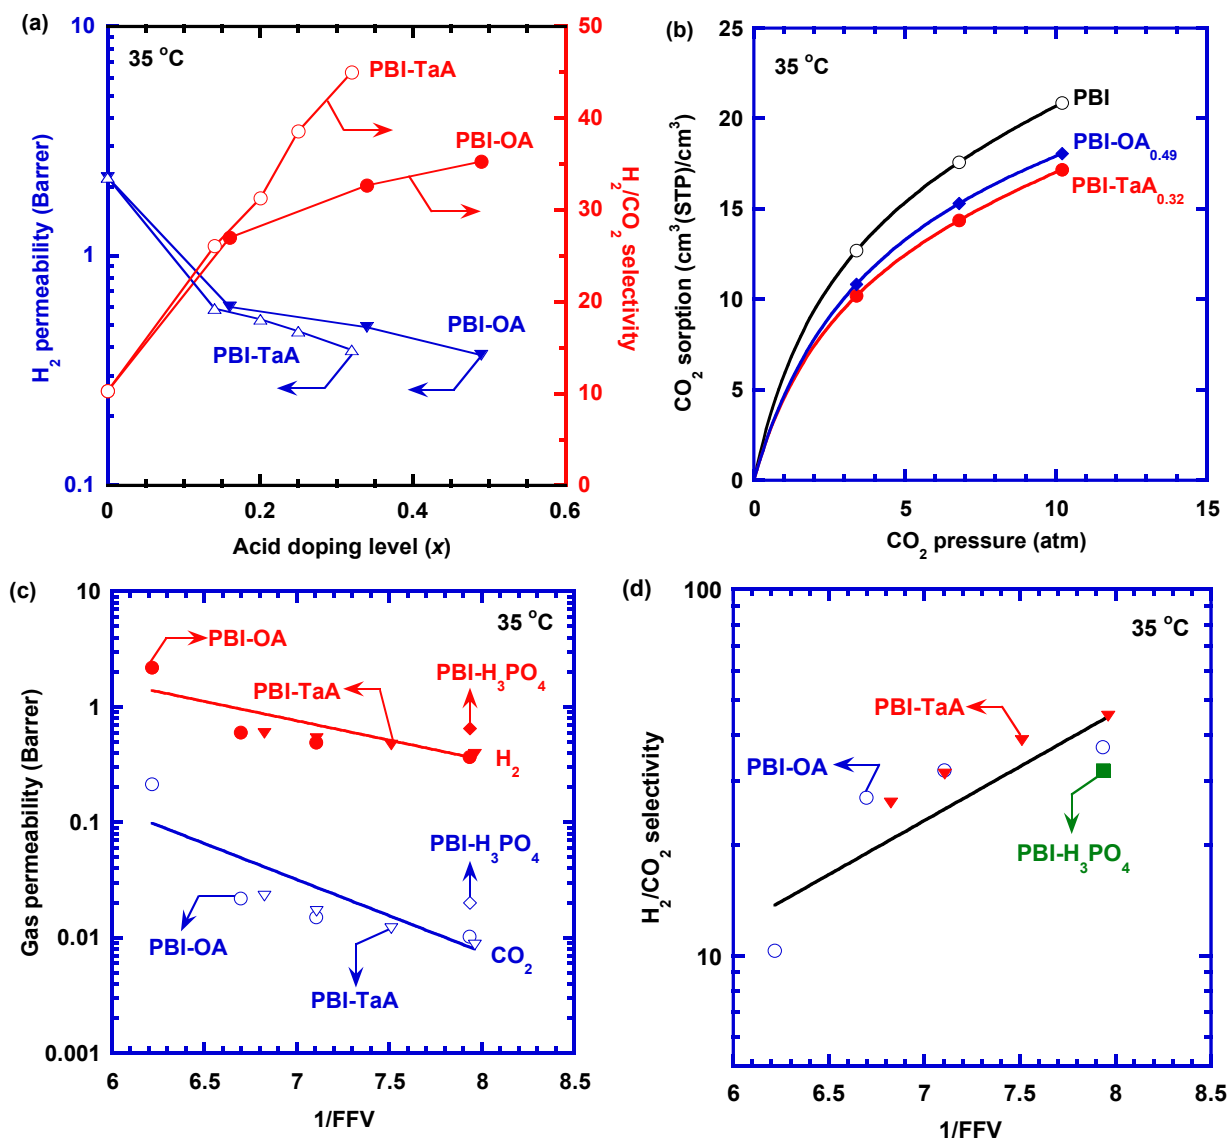 (a)
35 °C
PBI-TaA
PBI-OA
PBI-OA
PBI-TaA
H2 permeability (Barrer)
H2/CO2 selectivity
10
1
0.1
50
40
30
20
10
0
0
0.2
0.4
0.6
Acid doping level (x)
(b)
35 °C
PBI
PBI-OA0.49
PBI-TaA0.32
CO2 sorption (cm3(STP)/cm3)
25
20
15
10
5
0
0
5
10
15
CO2 pressure (atm)
(c)
35 °C
PBI-OA
PBI-TaA
PBI-H3PO4
H2
PBI-H3PO4
PBI-OA
CO2
PBI-TaA
Gas permeability (Barrer)
10
1
0.1
0.01
0.001
6
6.5
7
7.5
8
8.5
1/FFV
(d)
35 °C
PBI-TaA
PBI-OA
PBI-H3PO4
H2/CO2 selectivity
100
10
6
6.5
7
7.5
8
8.5
1/FFV